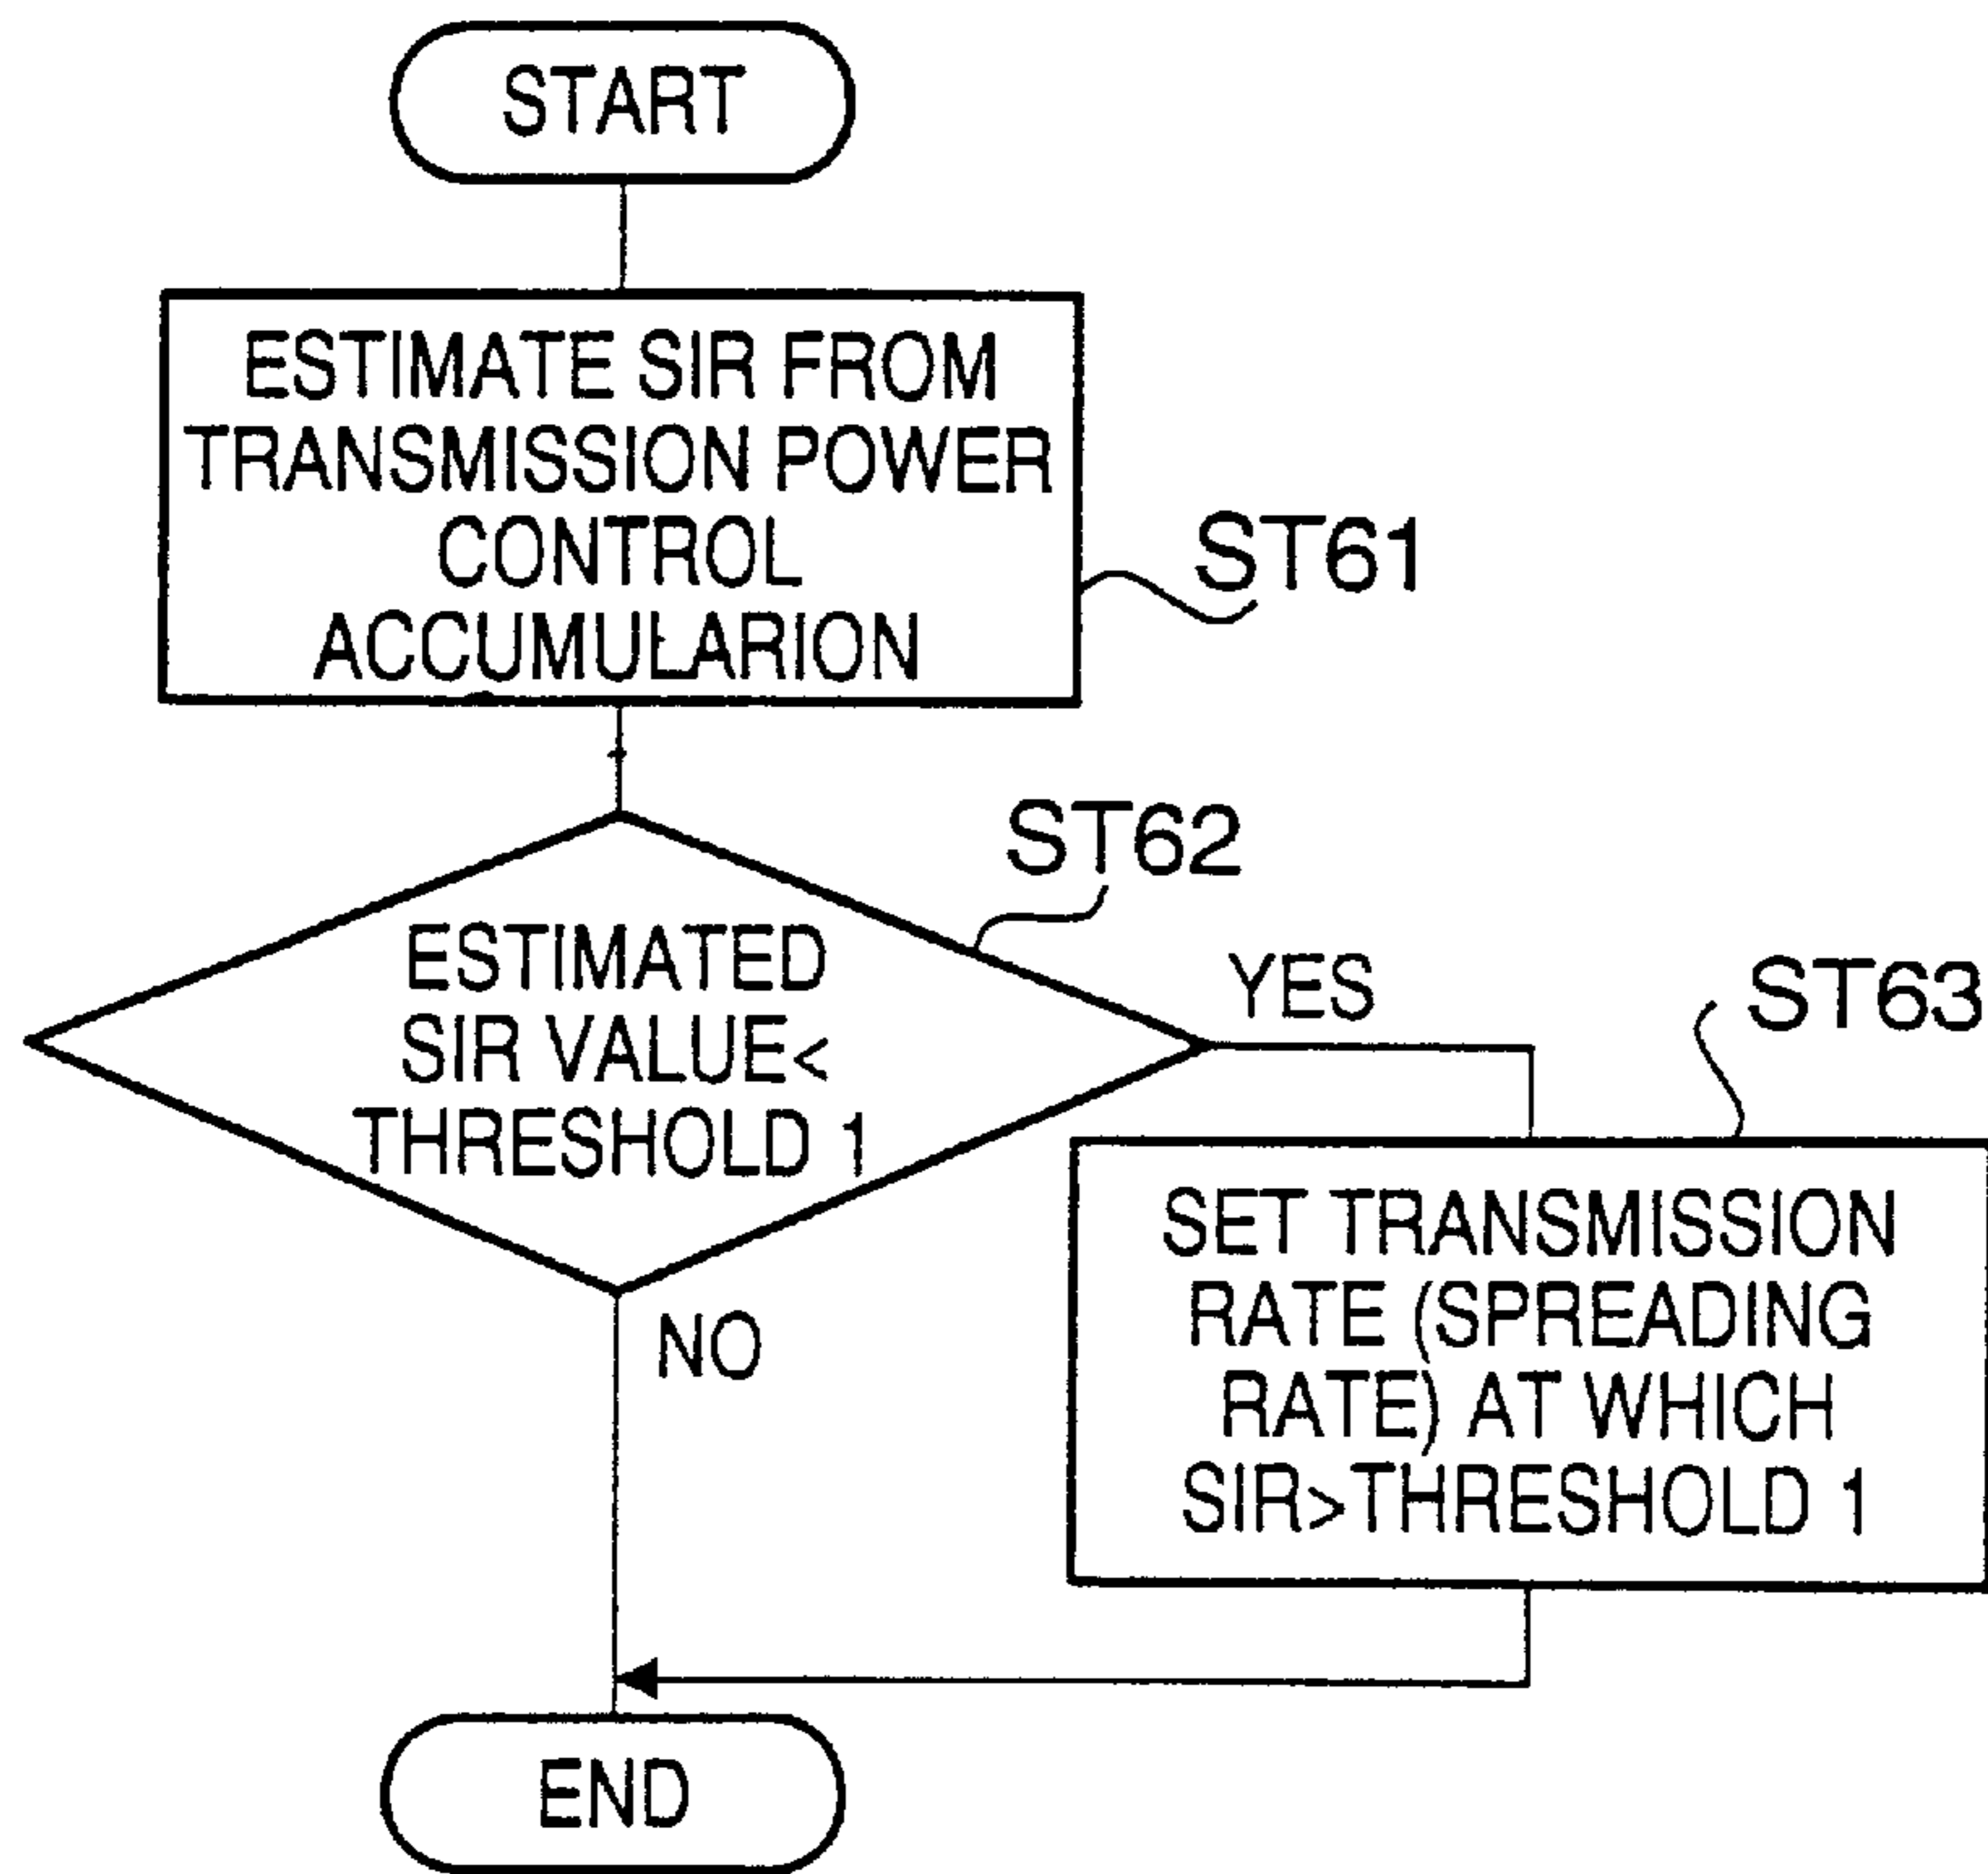 START
ESTIMATE SIR FROM
TRANSMISSION POWER
CONTROL
ACCUMULARION
ST61
ST62
ESTIMATED
SIR VALUE<
THRESHOLD 1
YES
NO
ST63
SET TRANSMISSION
RATE (SPREADING
RATE) AT WHICH
SIR>THRESHOLD 1
END